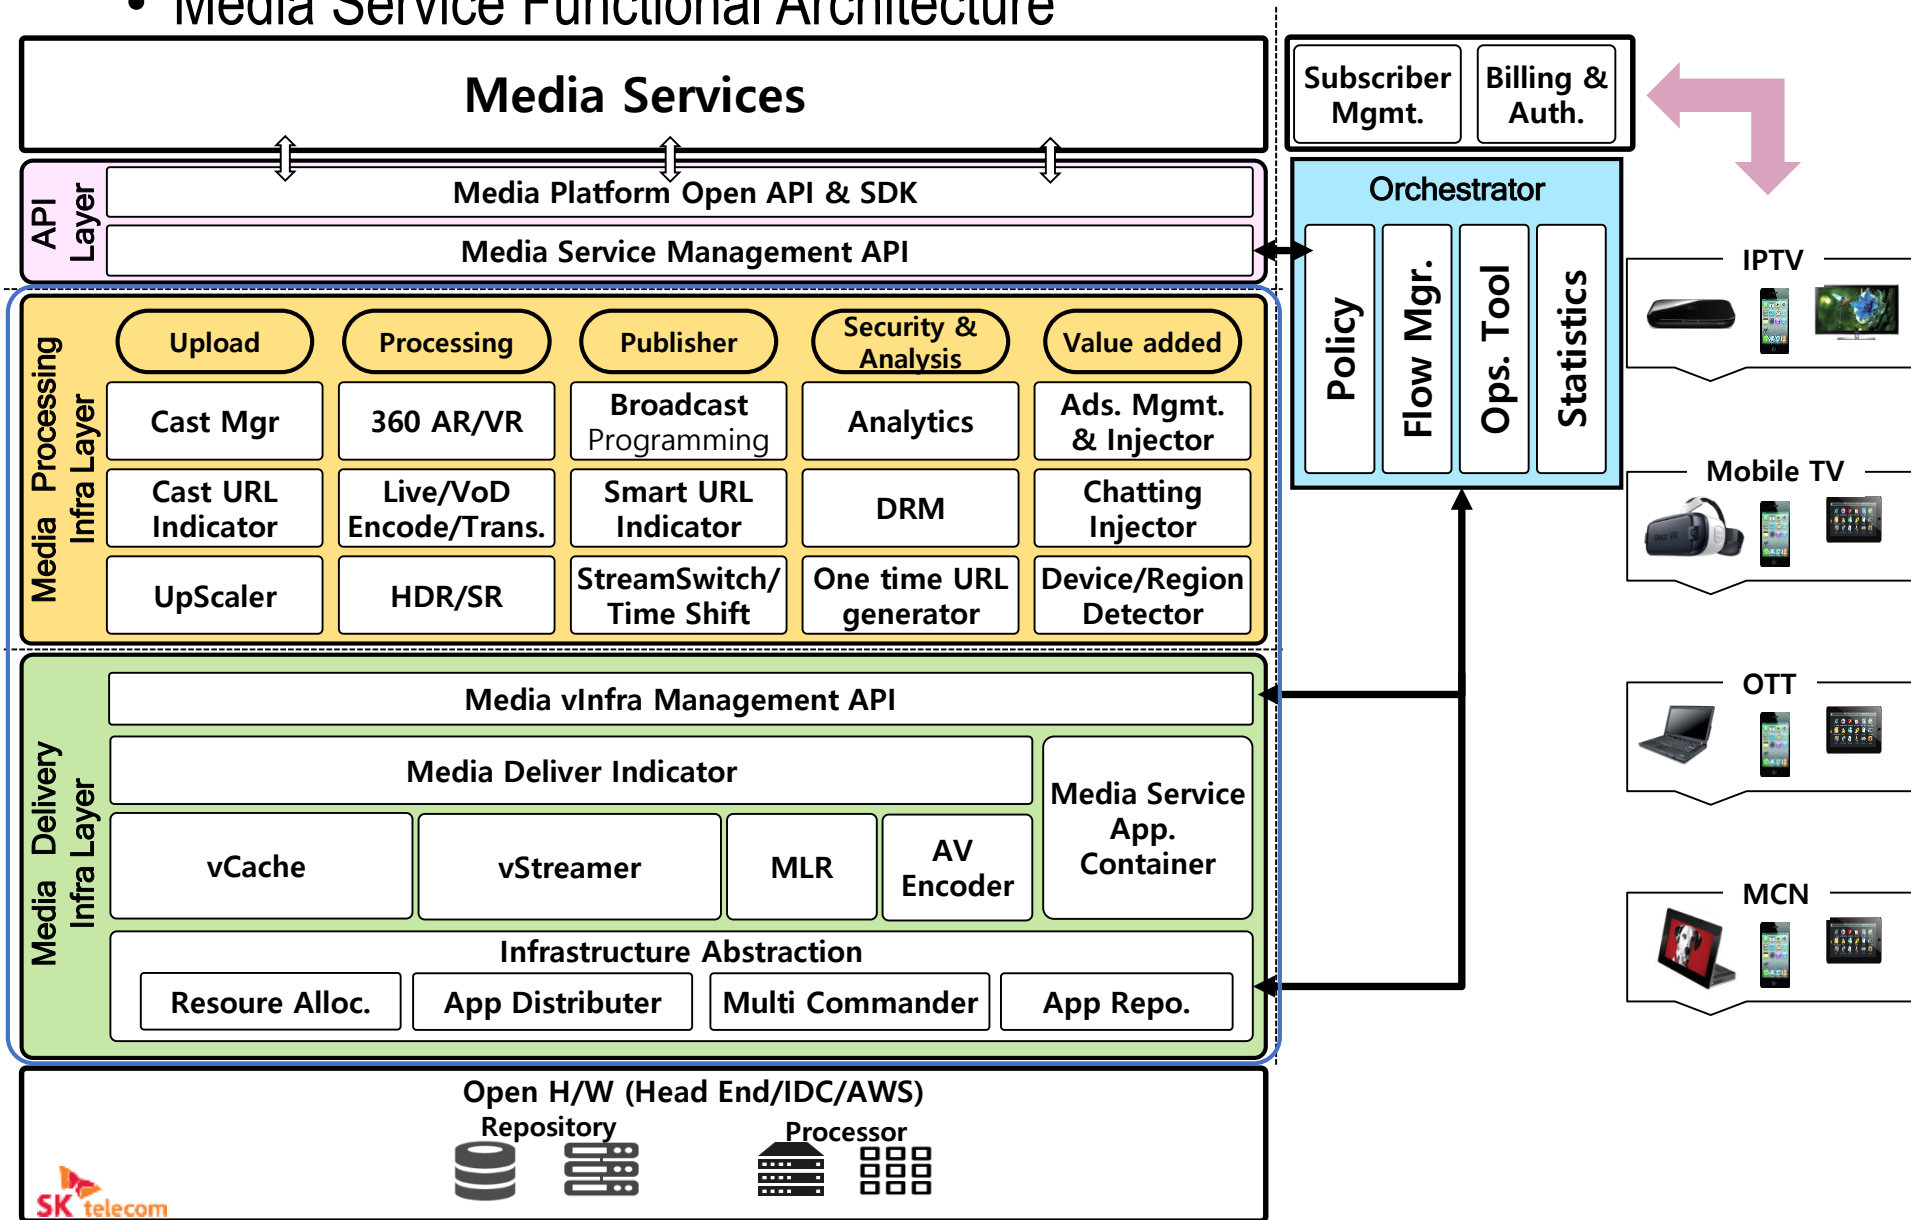 • Media Service Functional Architecture
Media Services
Subscriber
Mgmt.
Billing &
Auth.
API
Layer
Media Platform Open API & SDK
Media Service Management API
Orchestrator
Policy
Flow Mgr.
Ops. Tool
Statistics
Media Processing
Infra Layer
Upload
Processing
Publisher
Security &
Analysis
Value added
Cast Mgr
360 AR/VR
Broadcast
Programming
Analytics
Ads. Mgmt.
& Injector
Cast URL
Indicator
Live/VoD
Encode/Trans.
Smart URL
Indicator
DRM
Chatting
Injector
UpScaler
HDR/SR
StreamSwitch/
Time Shift
One time URL
generator
Device/Region
Detector
Media Delivery
Infra Layer
Media vInfra Management API
Media Deliver Indicator
Media Service
App.
Container
vCache
vStreamer
MLR
AV
Encoder
Infrastructure Abstraction
Resoure Alloc.
App Distributer
Multi Commander
App Repo.
Open H/W (Head End/IDC/AWS)
Repository
Processor
SK telecom
IPTV
Mobile TV
Gear VR
OTT
MCN